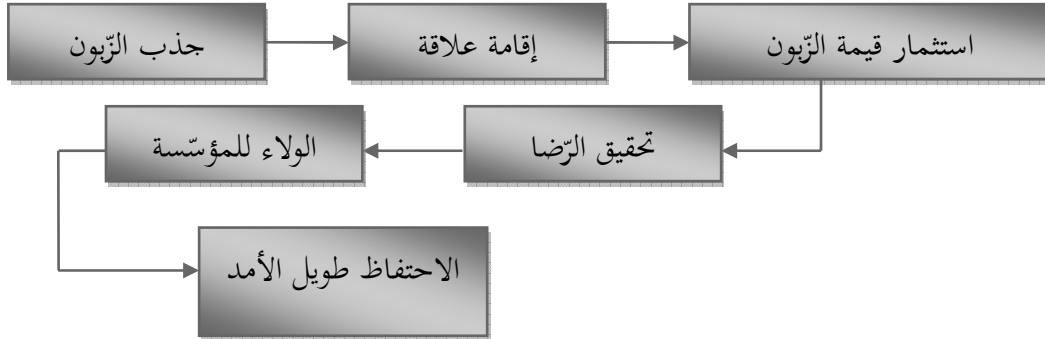 جذب الزّبون
إقامة علاقة
استثمار قيمة الزّبون
تحقيق الرّضا
الولاء للمؤسّسة
الاحتفاظ طويل الأمد